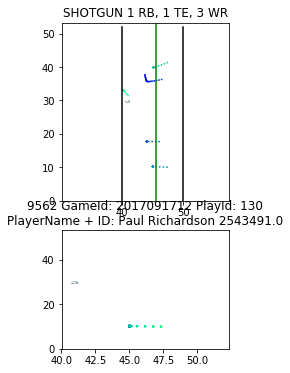 SHOTGUN 1 RB, 1 TE, 3 WR
50
40
30
20
10
0
40
50
9562 GameId: 2017091712 PlayId: 130
PlayerName + ID: Paul Richardson 2543491.0
40
20
0
40.0 42.5 45.0 47.5 50.0